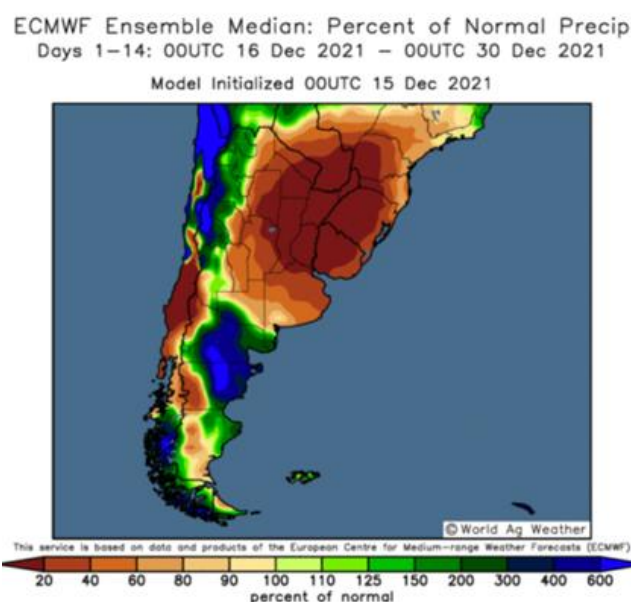 ECMWF Ensemble Median: Percent of Normal Precip
Days 1–14: 00UTC 16 Dec 2021 – 00UTC 30 Dec 2021
Model Initialized 00UTC 15 Dec 2021
© World Ag Weather
This service is based on data and products of the European Centre for Medium-range Weather Forecasts (ECMWF)
20 40 60 80 90 100 110 125 150 200 300 400 600
percent of normal